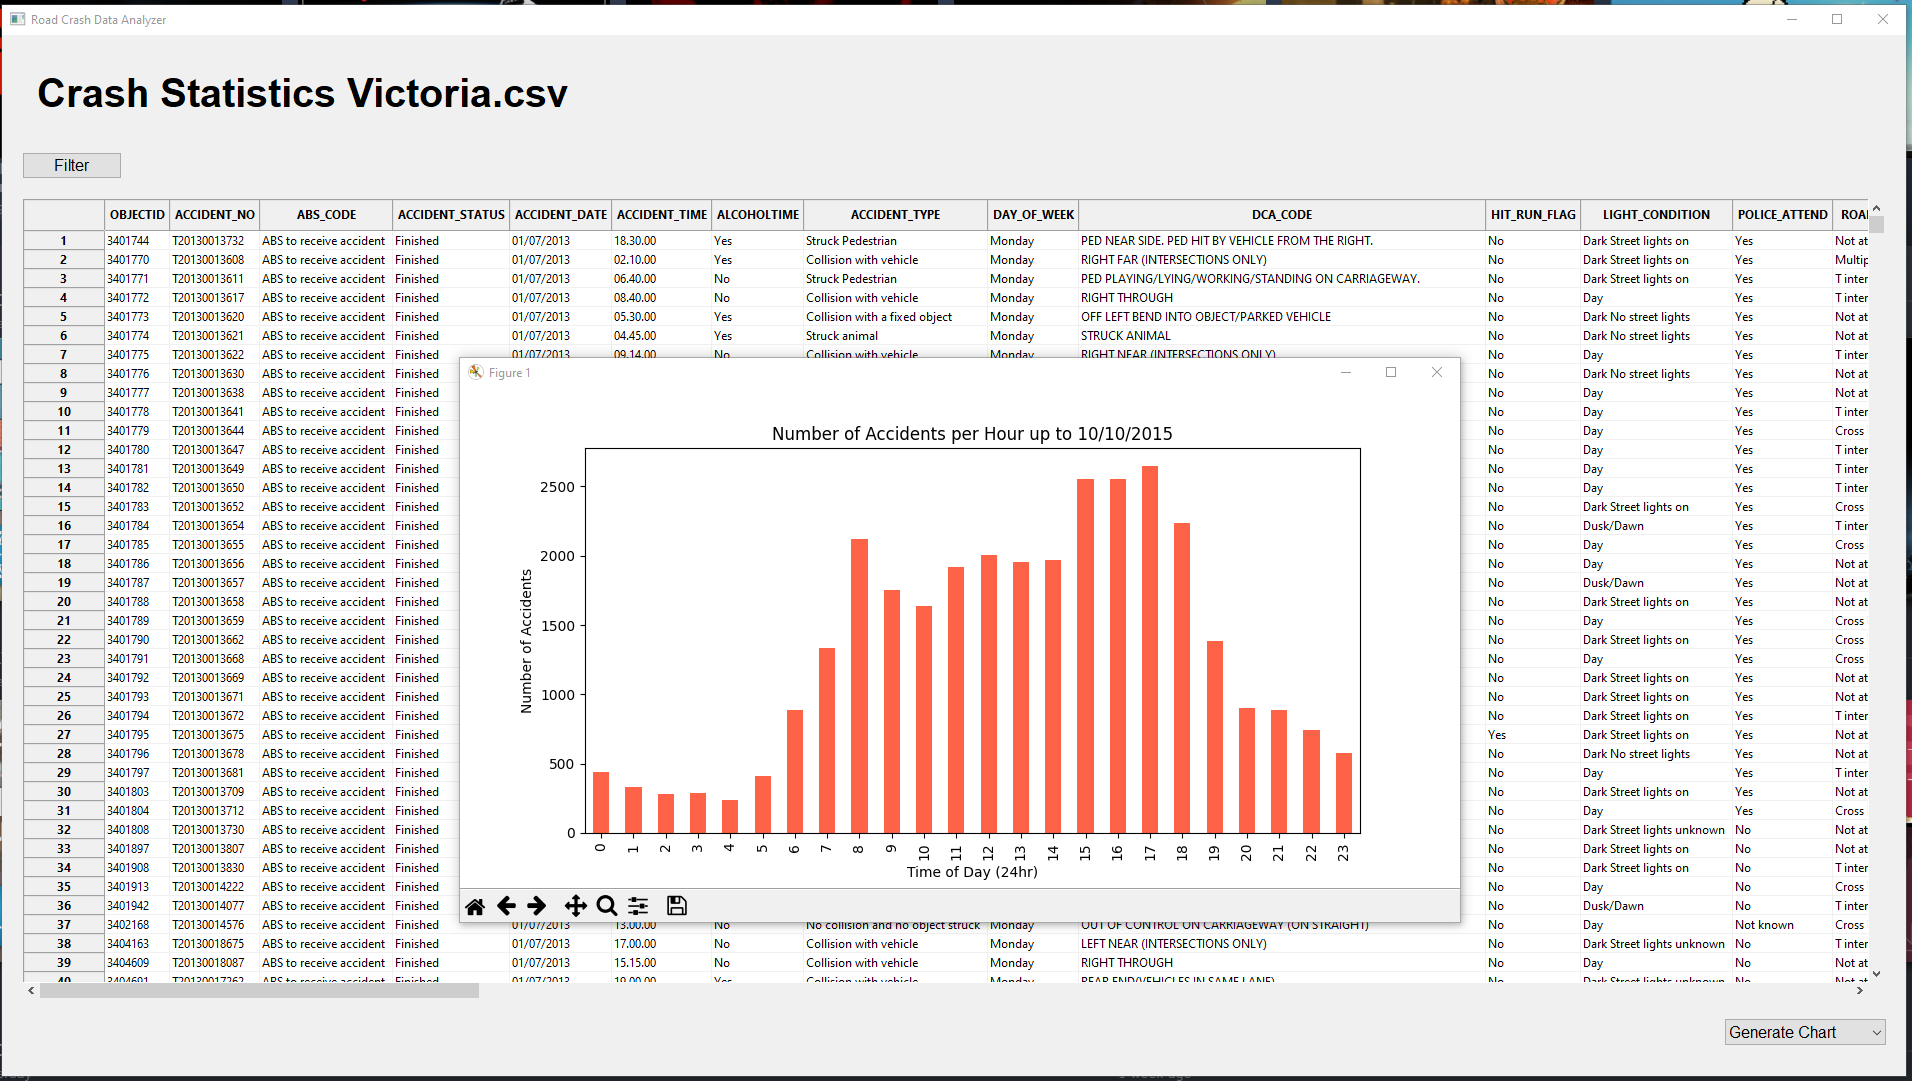 Road Crash Data Analyzer
Crash Statistics Victoria.csv
Filter
OBJECTID ACCIDENT_NO ABS_CODE ACCIDENT_STATUS ACCIDENT_DATE ACCIDENT_TIME ALCOHOLTIME ACCIDENT_TYPE DAY_OF_WEEK DCA_CODE HIT_RUN_FLAG LIGHT_CONDITION POLICE_ATTEND
1 3401744 T20130013732 ABS to receive accident Finished 01/07/2013 18.30.00 Yes Struck Pedestrian Monday PED NEAR SIDE. PED HIT BY VEHICLE FROM THE RIGHT. No Dark Street lights on Yes Not at
2 3401770 T20130013608 ABS to receive accident Finished 01/07/2013 02.10.00 Yes Collision with vehicle Monday RIGHT FAR (INTERSECTIONS ONLY) No Dark Street lights on Yes Multip
3 3401771 T20130013611 ABS to receive accident Finished 01/07/2013 06.40.00 No Struck Pedestrian Monday PED PLAYING/LYING/WORKING/STANDING ON CARRIAGEWAY. No Dark Street lights on Yes T inter
4 3401772 T20130013617 ABS to receive accident Finished 01/07/2013 08.40.00 No Collision with vehicle Monday RIGHT THROUGH No Day Yes T inter
5 3401773 T20130013620 ABS to receive accident Finished 01/07/2013 05.30.00 Yes Collision with a fixed object Monday OFF LEFT BEND INTO OBJECT/PARKED VEHICLE No Dark No street lights Yes Not at
6 3401774 T20130013621 ABS to receive accident Finished 01/07/2013 04.45.00 Yes Struck animal Monday STRUCK ANIMAL No Dark No street lights Yes Not at
7 3401775 T20130013622 ABS to receive accident Finished 01/07/2013 09.14.00 No Collision with vehicle Monday RIGHT NEAR (INTERSECTIONS ONLY) No Day Yes T inter
8 3401776 T20130013630 ABS to receive accident Finished No Dark No street lights Yes Not at
9 3401777 T20130013638 ABS to receive accident Finished No Day Yes Not at
10 3401778 T20130013641 ABS to receive accident Finished No Day Yes T inter
11 3401779 T20130013644 ABS to receive accident Finished No Day Yes Cross
12 3401780 T20130013647 ABS to receive accident Finished No Day Yes T inter
13 3401781 T20130013649 ABS to receive accident Finished No Day Yes T inter
14 3401782 T20130013650 ABS to receive accident Finished No Day Yes T inter
15 3401783 T20130013652 ABS to receive accident Finished No Dark Street lights on Yes Cross
16 3401784 T20130013654 ABS to receive accident Finished No Dusk/Dawn Yes T inter
17 3401785 T20130013655 ABS to receive accident Finished No Day Yes Cross
18 3401786 T20130013656 ABS to receive accident Finished No Day Yes Not at
19 3401787 T20130013657 ABS to receive accident Finished No Dusk/Dawn Yes Not at
20 3401788 T20130013658 ABS to receive accident Finished No Dark Street lights on Yes Not at
21 3401789 T20130013659 ABS to receive accident Finished No Day Yes Cross
22 3401790 T20130013662 ABS to receive accident Finished No Dark Street lights on Yes Cross
23 3401791 T20130013668 ABS to receive accident Finished No Day Yes Cross
24 3401792 T20130013669 ABS to receive accident Finished No Dark Street lights on Yes Not at
25 3401793 T20130013671 ABS to receive accident Finished No Dark Street lights on Yes Not at
26 3401794 T20130013672 ABS to receive accident Finished No Dark Street lights on Yes T inter
27 3401795 T20130013675 ABS to receive accident Finished Yes Dark Street lights on Yes Not at
28 3401796 T20130013678 ABS to receive accident Finished No Dark No street lights Yes Not at
29 3401797 T20130013681 ABS to receive accident Finished No Day Yes T inter
30 3401803 T20130013709 ABS to receive accident Finished No Dark Street lights on Yes Not at
31 3401804 T20130013712 ABS to receive accident Finished No Day Yes Cross
32 3401808 T20130013730 ABS to receive accident Finished No Dark Street lights unknown No Not at
33 3401897 T20130013807 ABS to receive accident Finished No Dark Street lights on No Not at
34 3401908 T20130013830 ABS to receive accident Finished No Dark Street lights on No T inter
35 3401913 T20130014222 ABS to receive accident Finished No Day No Cross
36 3401942 T20130014077 ABS to receive accident Finished No Dusk/Dawn No T inter
37 3402168 T20130014576 ABS to receive accident Finished 01/07/2013 13.00.00 No No collision and no object struck Monday OUT OF CONTROL ON CARRIAGEWAY (ON STRAIGHT) No Day Not known Cross
38 3404163 T20130018675 ABS to receive accident Finished 01/07/2013 17.00.00 No Collision with vehicle Monday LEFT NEAR (INTERSECTIONS ONLY) No Dark Street lights unknown No T inter
39 3404609 T20130018087 ABS to receive accident Finished 01/07/2013 15.15.00 No Collision with vehicle Monday RIGHT THROUGH No Day No Cross
40 3404691 T20130017262 ABS to receive accident Finished 01/07/2013 19.00.00 Yes Collision with vehicle Monday REAR END(VEHICLES IN SAME LANE) No Dark Street lights unknown No Not at
Figure 1
Number of Accidents per Hour up to 10/10/2015
Number of Accidents
2500
2000
1500
1000
500
0
0 1 2 3 4 5 6 7 8 9 10 11 12 13 14 15 16 17 18 19 20 21 22 23
Time of Day (24hr)
Generate Chart